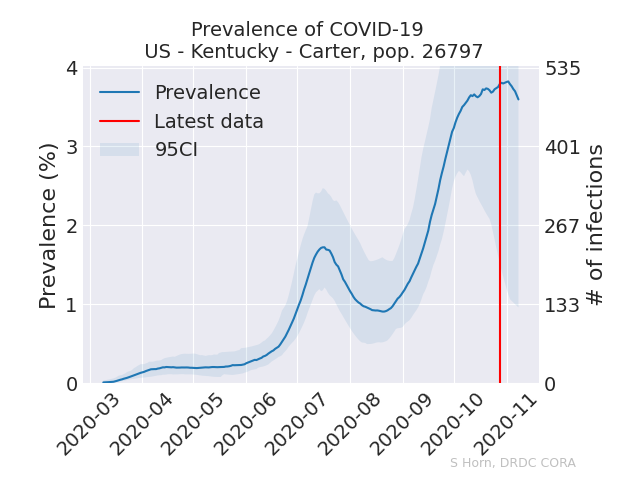 Prevalence of COVID-19
US - Kentucky - Carter, pop. 26797
Prevalence
Latest data
95CI
Prevalence (%)
4
3
2
1
0
535
401
267
133
0
# of infections
2020-03
2020-04
2020-05
2020-06
2020-07
2020-08
2020-09
2020-10
2020-11
S Horn, DRDC CORA